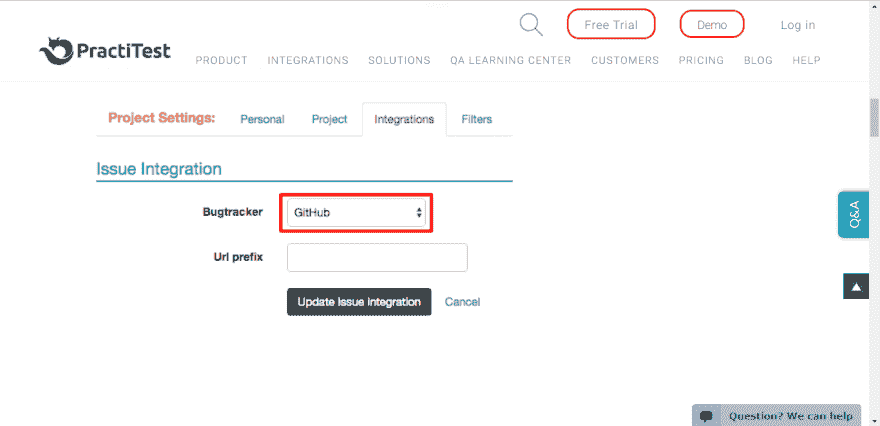 Free Trial
Demo
Log in
PractiTest
PRODUCT INTEGRATIONS SOLUTIONS QA LEARNING CENTER CUSTOMERS PRICING BLOG HELP
Project Settings: Personal Project Integrations Filters
Issue Integration
Bugtracker GitHub
Url prefix
Update issue integration Cancel
Q&A
Question? We can help